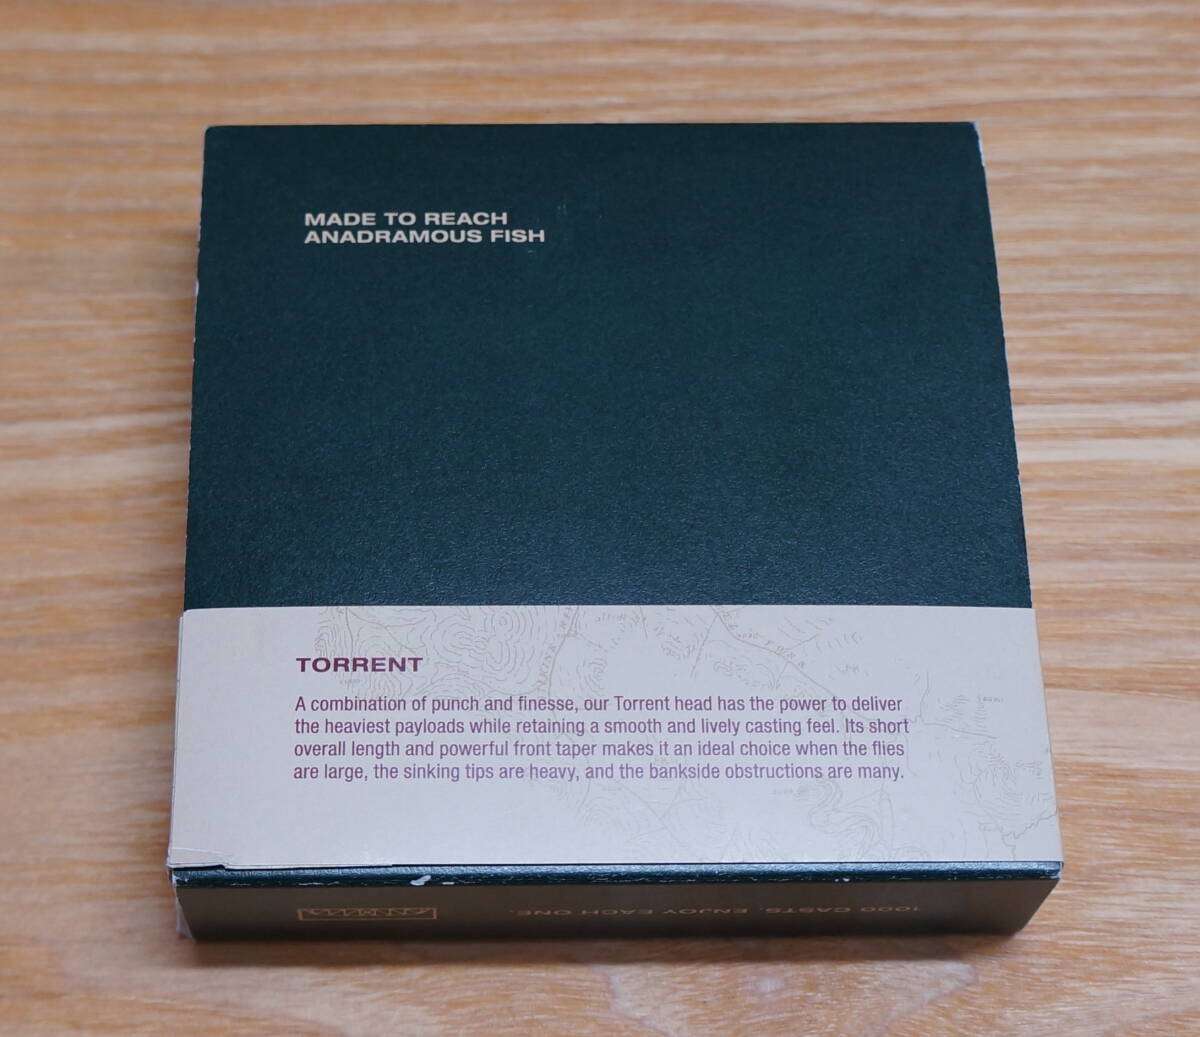 MADE TO REACH
ANADRAMOUS FISH
TORRENT
A combination of punch and finesse, our Torrent head has the power to deliver
the heaviest payloads while retaining a smooth and lively casting feel. Its short
overall length and powerful front taper makes it an ideal choice when the flies
are large, the sinking tips are heavy, and the bankside obstructions are many.
1000 CASTS. ENJOY EACH ONE.